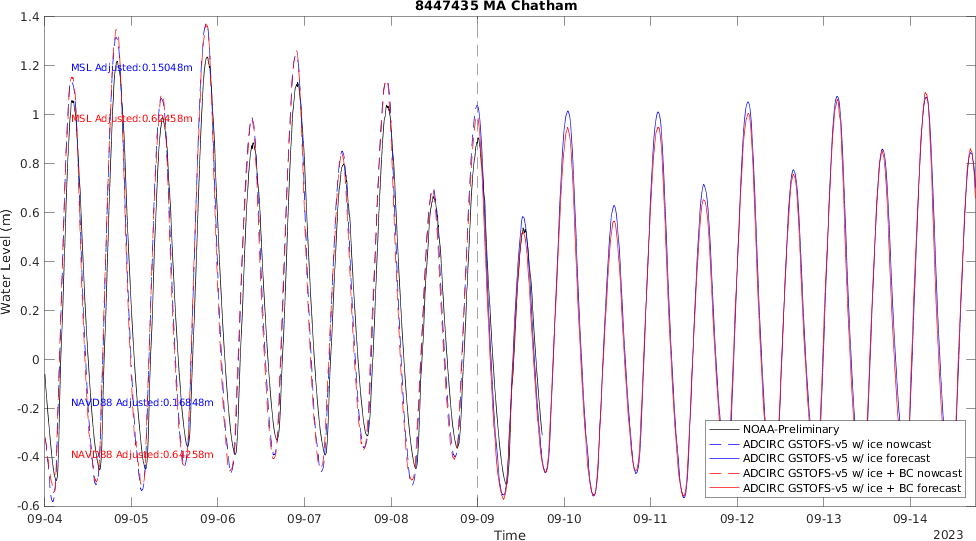 8447435 MA Chatham
1.4
1.2
1
0.8
0.6
0.4
0.2
0
-0.2
-0.4
-0.6
Water Level (m)
MSL Adjusted:0.15048m
MSL Adjusted:0.62458m
NAVD88 Adjusted:0.16848m
NAVD88 Adjusted:0.64258m
NOAA-Preliminary
ADCIRC GSTOFS-v5 w/ ice nowcast
ADCIRC GSTOFS-v5 w/ ice forecast
ADCIRC GSTOFS-v5 w/ ice + BC nowcast
ADCIRC GSTOFS-v5 w/ ice + BC forecast
09-04 09-05 09-06 09-07 09-08 09-09 09-10 09-11 09-12 09-13 09-14
Time
2023